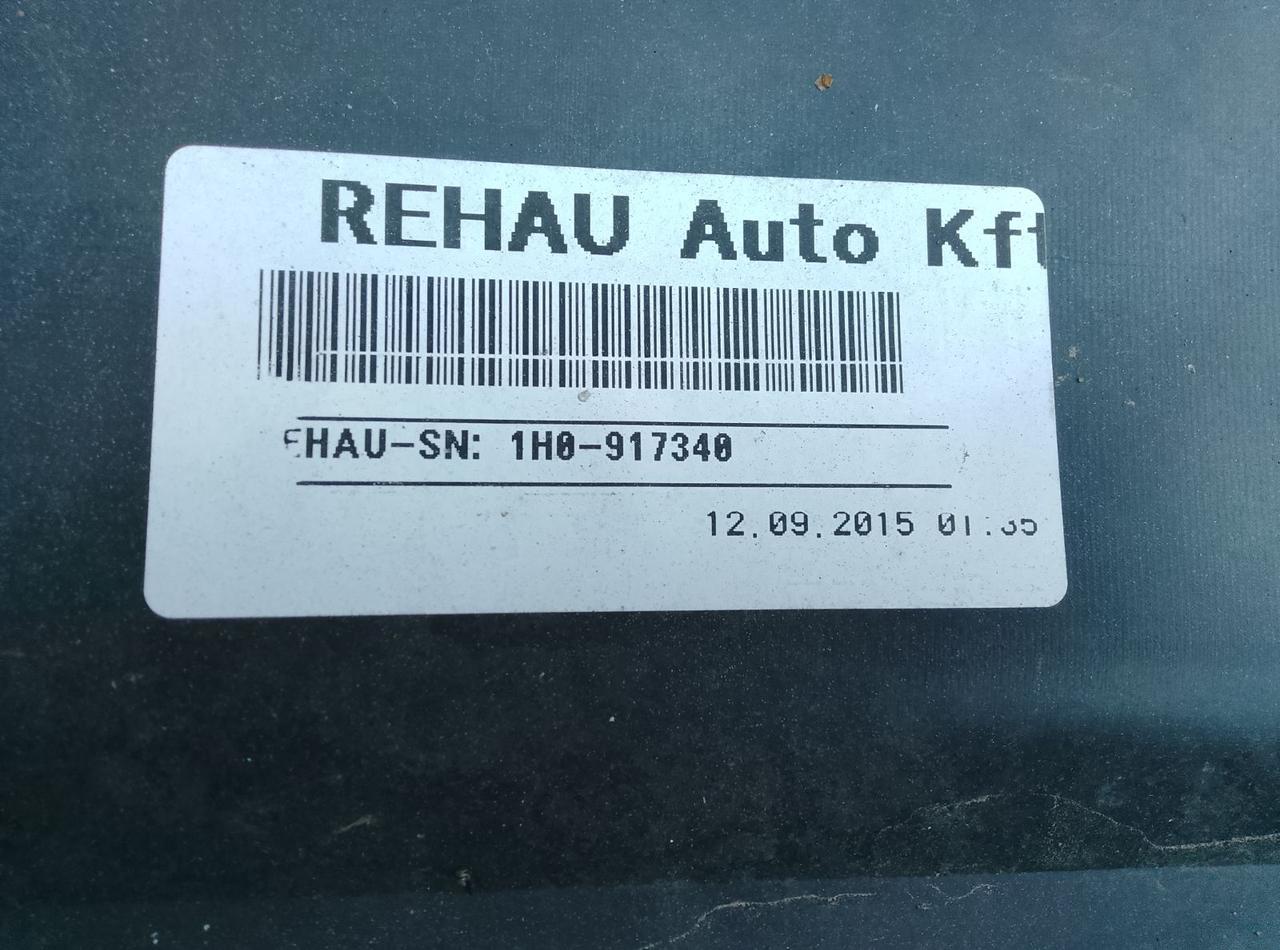 REHAU Auto Kft
EHAU-SN: 1H0-917340
12.09.2015